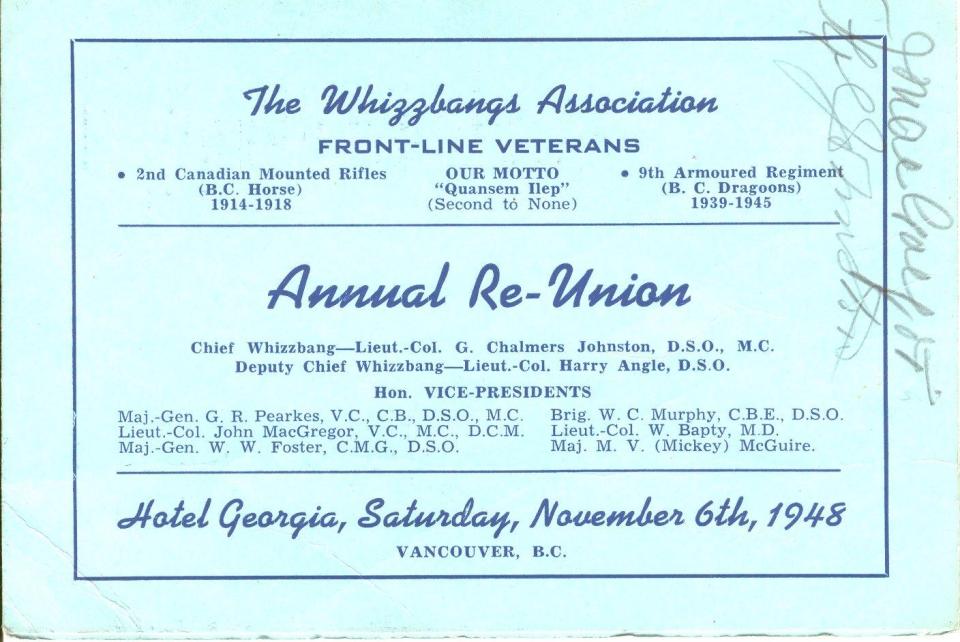 The Whizzbangs Association
FRONT-LINE VETERANS
• 2nd Canadian Mounted Rifles
(B.C. Horse)
1914-1918
OUR MOTTO
"Quansem Ilep"
(Second to None)
• 9th Armoured Regiment
(B. C. Dragoons)
1939-1945
Annual Re-Union
Chief Whizzbang—Lieut.-Col. G. Chalmers Johnston, D.S.O., M.C.
Deputy Chief Whizzbang—Lieut.-Col. Harry Angle, D.S.O.
Hon. VICE-PRESIDENTS
Maj.-Gen. G. R. Pearkes, V.C., C.B., D.S.O., M.C.
Lieut.-Col. John MacGregor, V.C., M.C., D.C.M.
Maj.-Gen. W. W. Foster, C.M.G., D.S.O.
Brig. W. C. Murphy, C.B.E., D.S.O.
Lieut.-Col. W. Bapty, M.D.
Maj. M. V. (Mickey) McGuire.
Hotel Georgia, Saturday, November 6th, 1948
VANCOUVER, B.C.